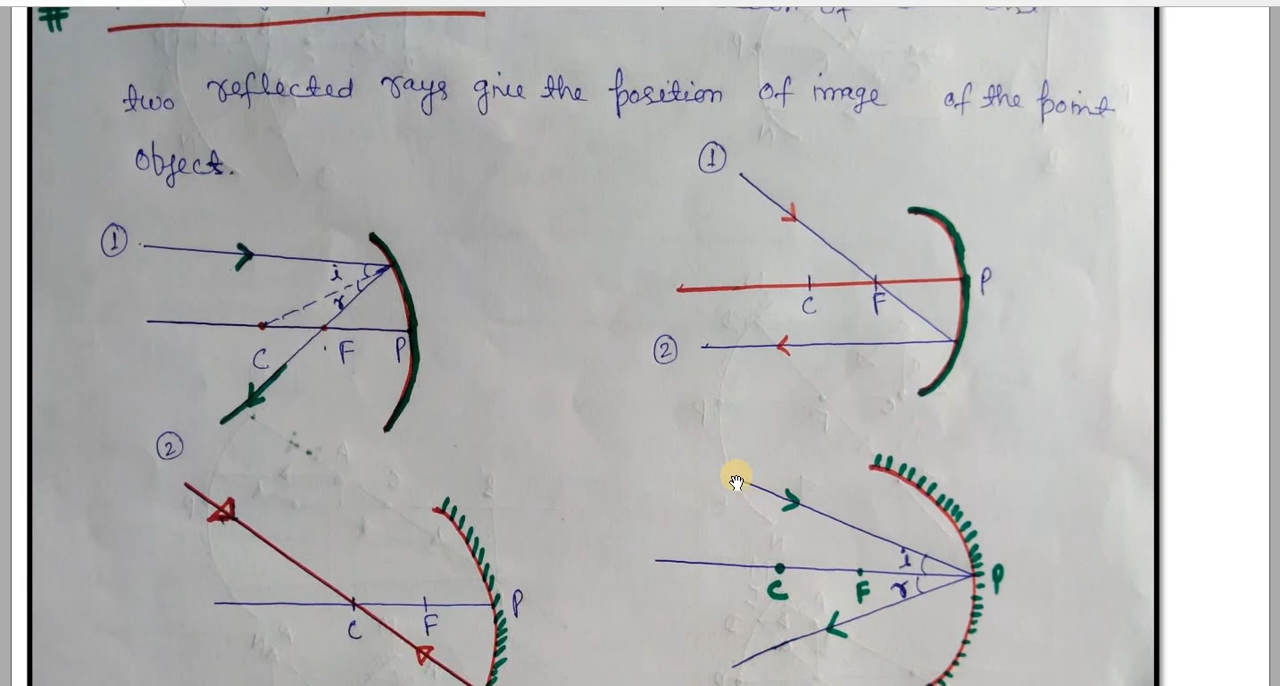 #
two reflected rays give the position of image of the point
object.
①
i
r
C F P
①
C F P
②
②
C F P
i
r
C F P